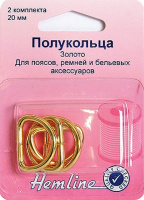 2 комплекта
20 мм
Полукольца
Золото
Для поясов, ремней и бельевых
аксессуаров
Hemline